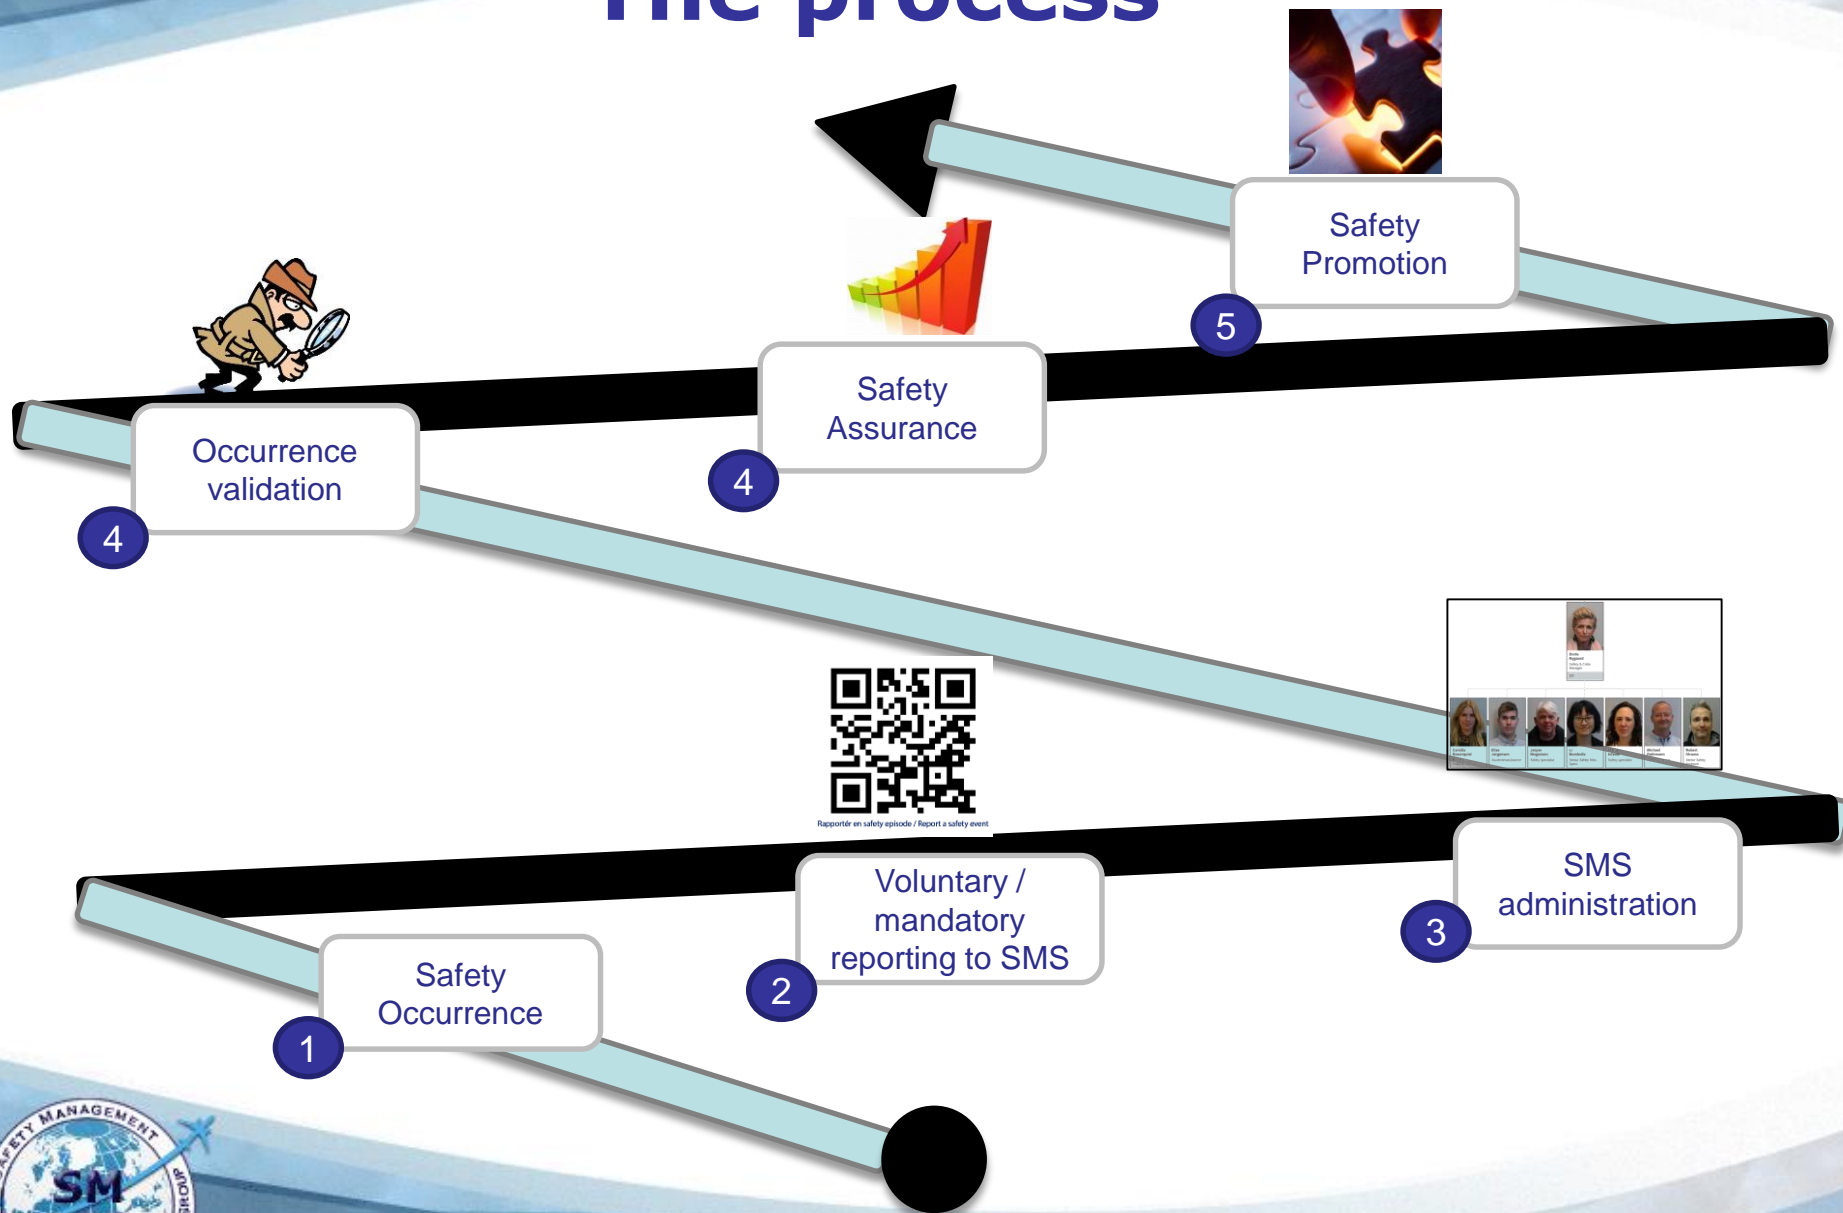 The process
Safety
Promotion
5
Safety
Assurance
4
Occurrence
validation
4
Rapportér en safety episode / Report a safety event
SMS
administration
3
Voluntary /
mandatory
reporting to SMS
2
Safety
Occurrence
1
SAFETY MANAGEMENT GROUP
SM